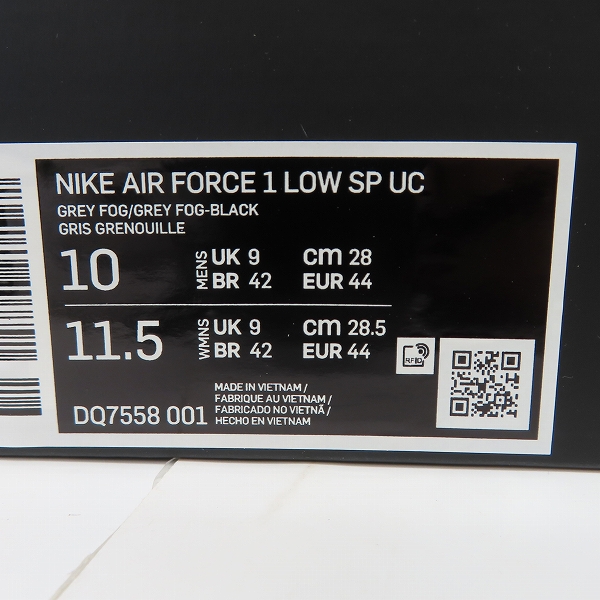 NIKE AIR FORCE 1 LOW SP UC
GREY FOG/GREY FOG-BLACK
GRIS GRENOUILLE
10 MENS UK 9 cm 28
BR 42 EUR 44
11.5 WMNS UK 9 cm 28.5
BR 42 EUR 44
RFID
MADE IN VIETNAM /
FABRIQUE AU VIETNAM /
DQ7558 001 FABRICADO NO VIETNÃ /
HECHO EN VIETNAM